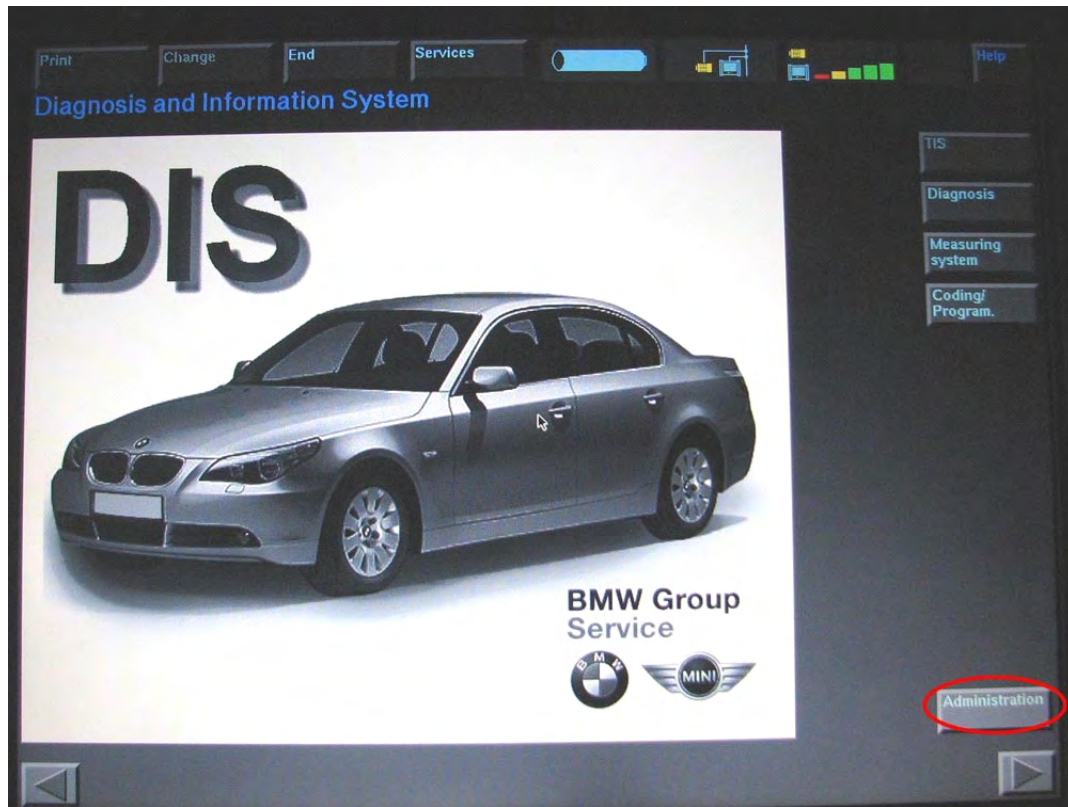 Print
Change
End
Services
Help
Diagnosis and Information System
DIS
TIS
Diagnosis
Measuring
system
Coding/
Program.
BMW Group
Service
BMW
MINI
Administration